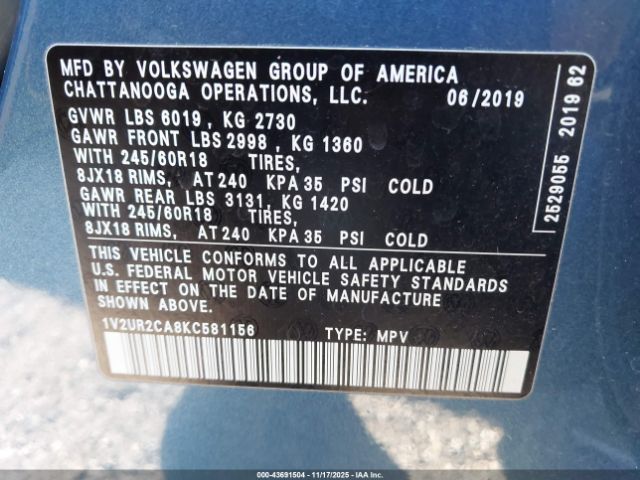 MFD BY VOLKSWAGEN GROUP OF AMERICA
CHATTANOOGA OPERATIONS, LLC. 06/2019
GVWR LBS 6019 , KG 2730
GAWR FRONT LBS 2998 , KG 1360
WITH 245/60R18 TIRES,
8JX18 RIMS, AT 240 KPA 35 PSI COLD
GAWR REAR LBS 3131, KG 1420
WITH 245/60R18 TIRES,
8JX18 RIMS, AT 240 KPA 35 PSI COLD
THIS VEHICLE CONFORMS TO ALL APPLICABLE
U.S. FEDERAL MOTOR VEHICLE SAFETY STANDARDS
IN EFFECT ON THE DATE OF MANUFACTURE
SHOWN ABOVE.
1V2UR2CA8KC581156 TYPE: MPV
2529055 2019 62
000-43691504 - 11/17/2025 - IAAI.COM